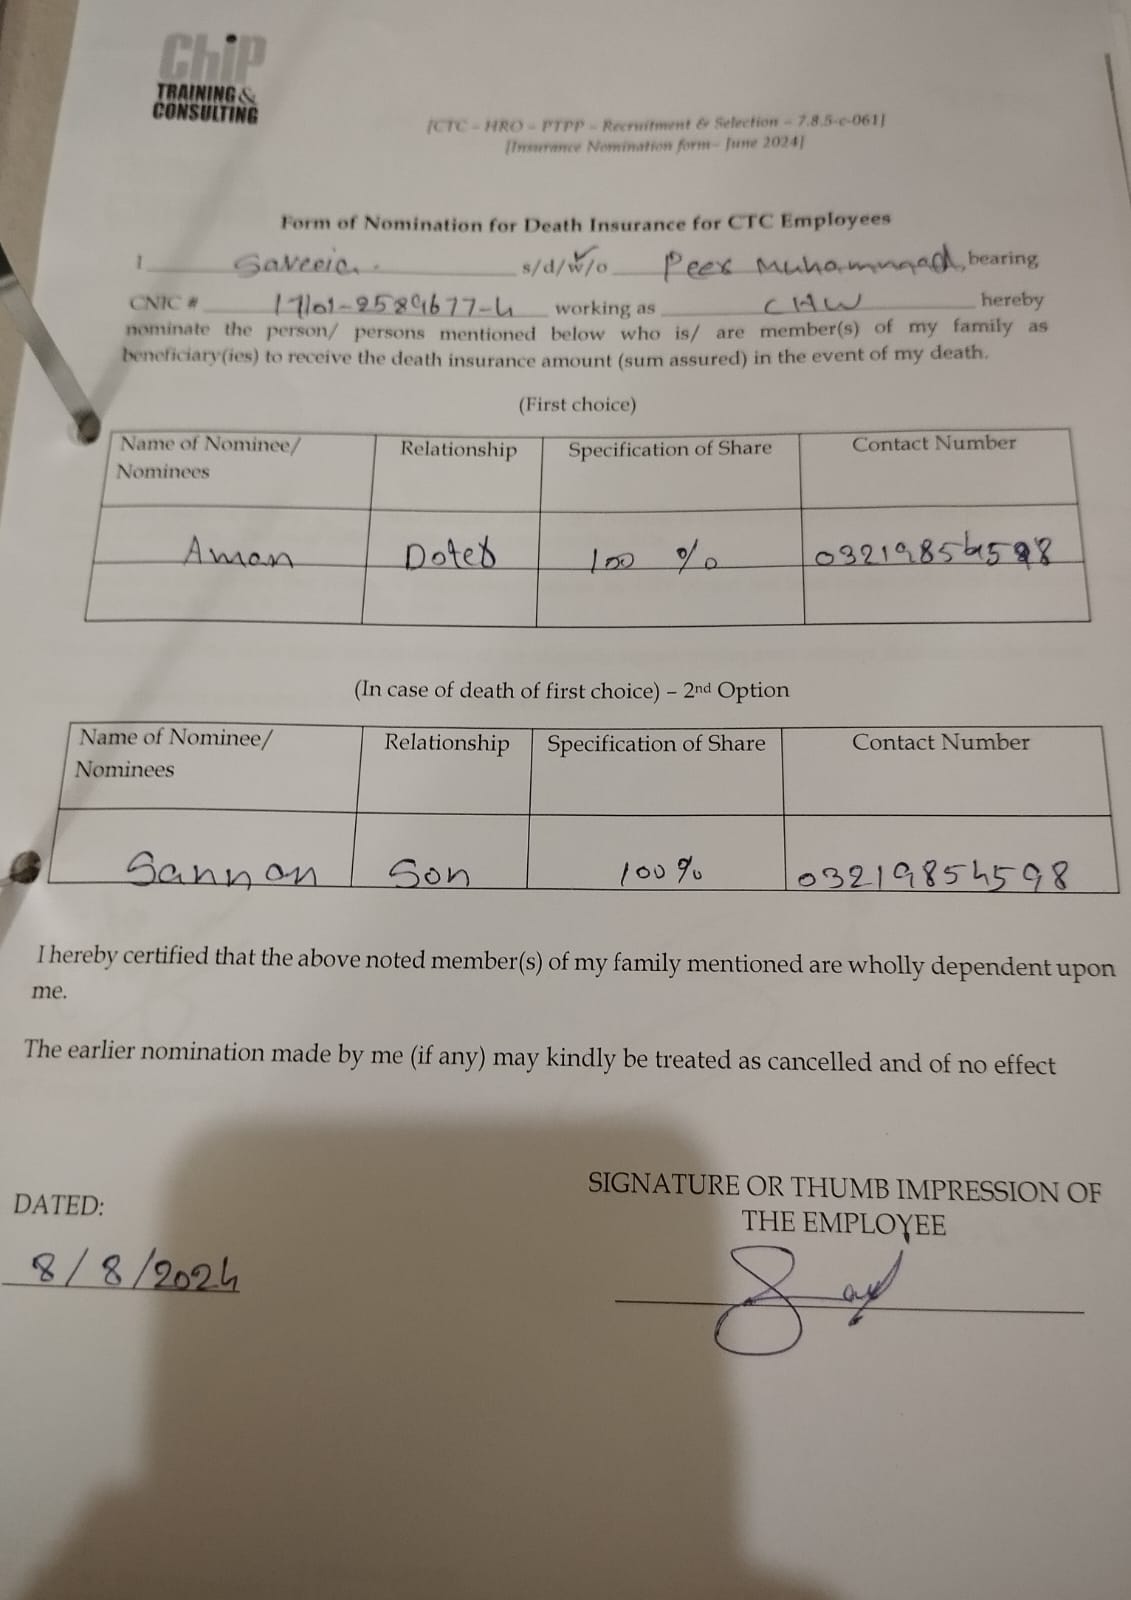 ChiP
TRAINING &
CONSULTING
[CTC – HRO – PTPP – Recruitment & Selection – 7.8.5-c-061]
[Insurance Nomination form– June 2024]
Form of Nomination for Death Insurance for CTC Employees
I Saveeia. s/d/w/o Peer Muhammad, bearing
CNIC # working as CHW hereby
nominate the person/ persons mentioned below who is/ are member(s) of my family as
beneficiary(ies) to receive the death insurance amount (sum assured) in the event of my death.
(First choice)
Name of Nominee/ Relationship Specification of Share Contact Number
Nominees
Aman Doter 100 %
(In case of death of first choice) – 2nd Option
Name of Nominee/ Relationship Specification of Share Contact Number
Nominees
Sannan Son 100% 03219854598
I hereby certified that the above noted member(s) of my family mentioned are wholly dependent upon
me.
The earlier nomination made by me (if any) may kindly be treated as cancelled and of no effect
SIGNATURE OR THUMB IMPRESSION OF
DATED: THE EMPLOYEE
8/8/2024